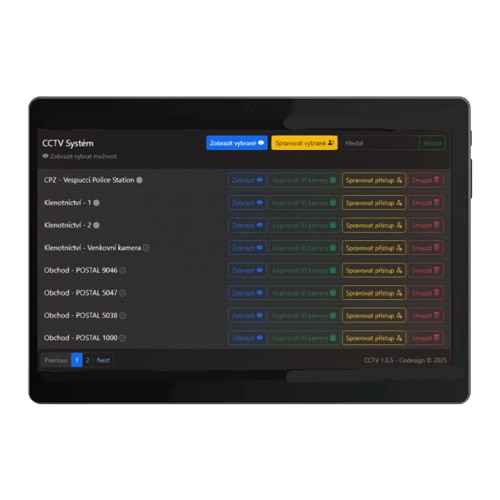 CCTV Systém
Zobrazit vybrané
Spravovat vybrané
Hledat
Hledat
Zobrazit vybrat možnost
CPZ - Vespucci Police Station
Zobrazit
Kopírovat ID kamery
Spravovat přístup
Smazat
Klenotnictví - 1
Zobrazit
Kopírovat ID kamery
Spravovat přístup
Smazat
Klenotnictví - 2
Zobrazit
Kopírovat ID kamery
Spravovat přístup
Smazat
Klenotnictví - Venkovní kamera
Zobrazit
Kopírovat ID kamery
Spravovat přístup
Smazat
Obchod - POSTAL 9046
Zobrazit
Kopírovat ID kamery
Spravovat přístup
Smazat
Obchod - POSTAL 5047
Zobrazit
Kopírovat ID kamery
Spravovat přístup
Smazat
Obchod - POSTAL 5038
Zobrazit
Kopírovat ID kamery
Spravovat přístup
Smazat
Obchod - POSTAL 1000
Zobrazit
Kopírovat ID kamery
Spravovat přístup
Smazat
Previous 1 2 Next
CCTV 1.0.5 - Codesign © 2025